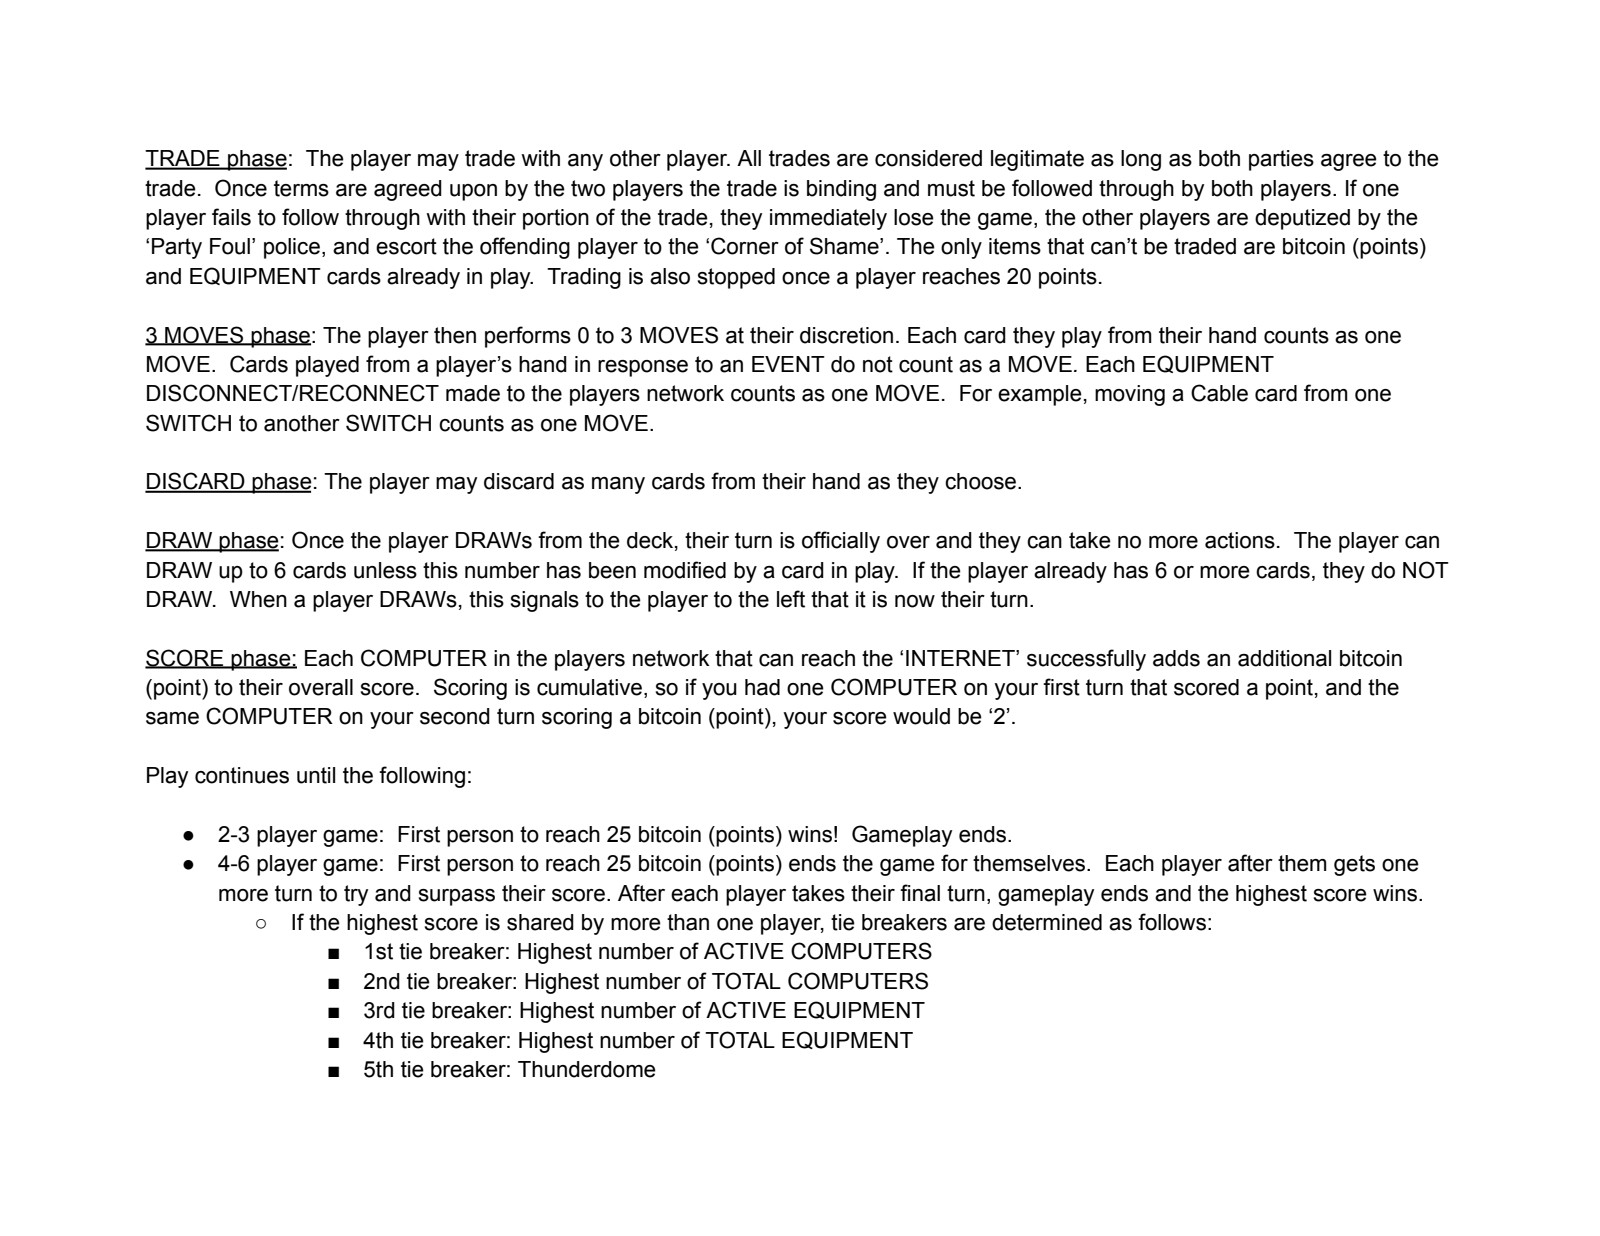 TRADE phase:  The player may trade with any other player. All trades are considered legitimate as long as both parties agree to the
trade.  Once terms are agreed upon by the two players the trade is binding and must be followed through by both players. If one
player fails to follow through with their portion of the trade, they immediately lose the game, the other players are deputized by the
‘Party Foul’ police, and escort the offending player to the ‘Corner of Shame’. The only items that can’t be traded are bitcoin (points)
and EQUIPMENT cards already in play.  Trading is also stopped once a player reaches 20 points.
3 MOVES phase: The player then performs 0 to 3 MOVES at their discretion. Each card they play from their hand counts as one
MOVE.  Cards played from a player’s hand in response to an EVENT do not count as a MOVE. Each EQUIPMENT
DISCONNECT/RECONNECT made to the players network counts as one MOVE.  For example, moving a Cable card from one
SWITCH to another SWITCH counts as one MOVE.
DISCARD phase: The player may discard as many cards from their hand as they choose.
DRAW phase: Once the player DRAWs from the deck, their turn is officially over and they can take no more actions.  The player can
DRAW up to 6 cards unless this number has been modified by a card in play.  If the player already has 6 or more cards, they do NOT
DRAW.  When a player DRAWs, this signals to the player to the left that it is now their turn.
SCORE phase: Each COMPUTER in the players network that can reach the ‘INTERNET’ successfully adds an additional bitcoin
(point) to their overall score.  Scoring is cumulative, so if you had one COMPUTER on your first turn that scored a point, and the
same COMPUTER on your second turn scoring a bitcoin (point), your score would be ‘2’.
Play continues until the following:
● 2-3 player game:  First person to reach 25 bitcoin (points) wins!  Gameplay ends.
● 4-6 player game:  First person to reach 25 bitcoin (points) ends the game for themselves.  Each player after them gets one
more turn to try and surpass their score. After each player takes their final turn, gameplay ends and the highest score wins.
○ If the highest score is shared by more than one player, tie breakers are determined as follows:
■ 1st tie breaker: Highest number of ACTIVE COMPUTERS
■ 2nd tie breaker: Highest number of TOTAL COMPUTERS
■ 3rd tie breaker: Highest number of ACTIVE EQUIPMENT
■ 4th tie breaker: Highest number of TOTAL EQUIPMENT
■ 5th tie breaker: Thunderdome